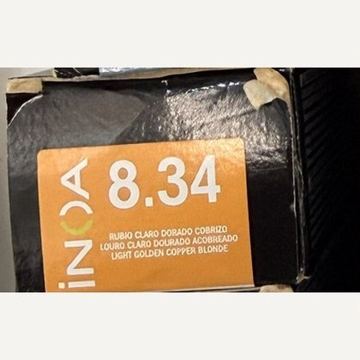 iNOA
8.34
RUBIO CLARO DORADO COBRIZO
LOURO CLARO DOURADO ACOBREADO
LIGHT GOLDEN COPPER BLONDE